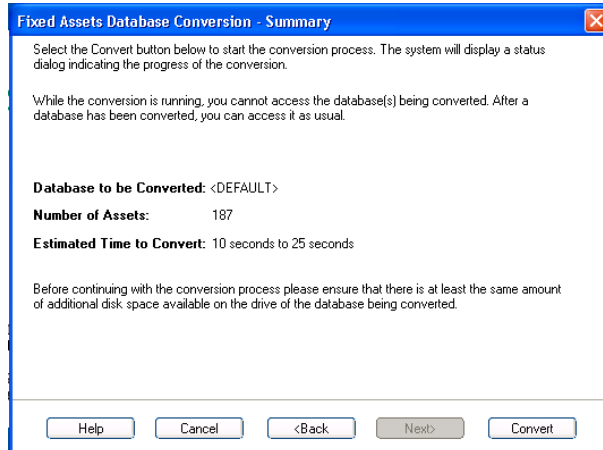 Fixed Assets Database Conversion - Summary
Select the Convert button below to start the conversion process. The system will display a status
dialog indicating the progress of the conversion.
While the conversion is running, you cannot access the database(s) being converted. After a
database has been converted, you can access it as usual.
Database to be Converted: <DEFAULT>
Number of Assets: 187
Estimated Time to Convert: 10 seconds to 25 seconds
Before continuing with the conversion process please ensure that there is at least the same amount
of additional disk space available on the drive of the database being converted.
Help Cancel <Back Next> Convert